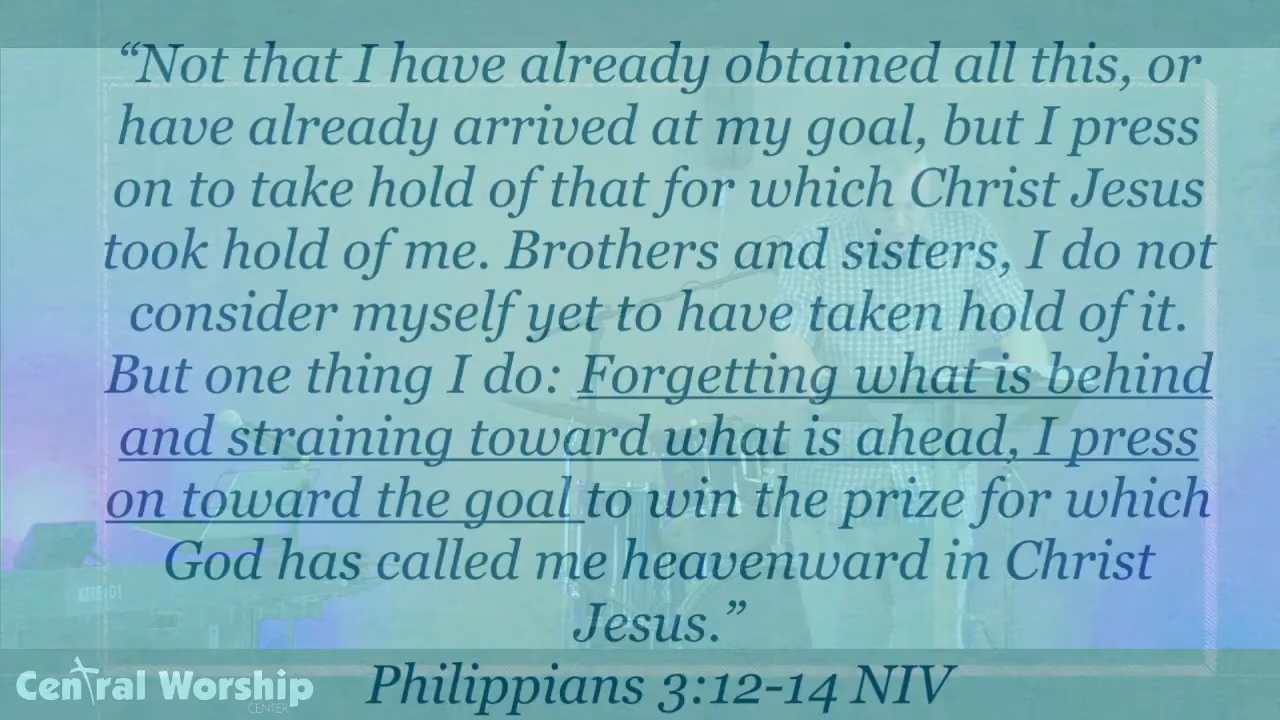 “Not that I have already obtained all this, or
have already arrived at my goal, but I press
on to take hold of that for which Christ Jesus
took hold of me. Brothers and sisters, I do not
consider myself yet to have taken hold of it.
But one thing I do: Forgetting what is behind
and straining toward what is ahead, I press
on toward the goal to win the prize for which
God has called me heavenward in Christ
Jesus.”
Philippians 3:12-14 NIV
Central Worship
CENTER